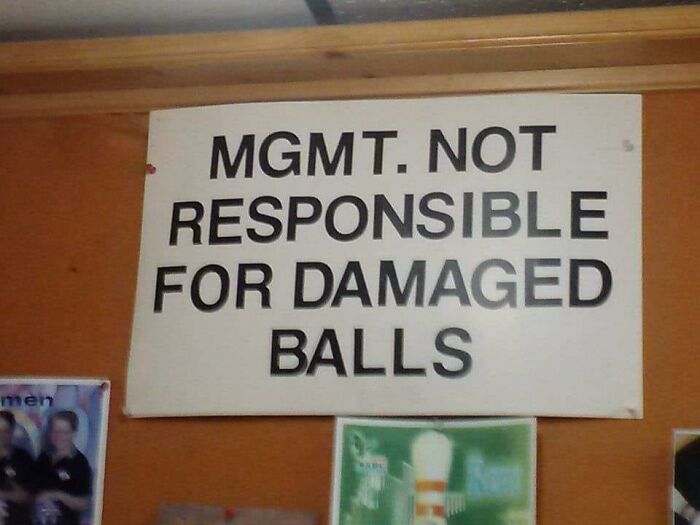 MGMT. NOT
RESPONSIBLE
FOR DAMAGED
BALLS
men